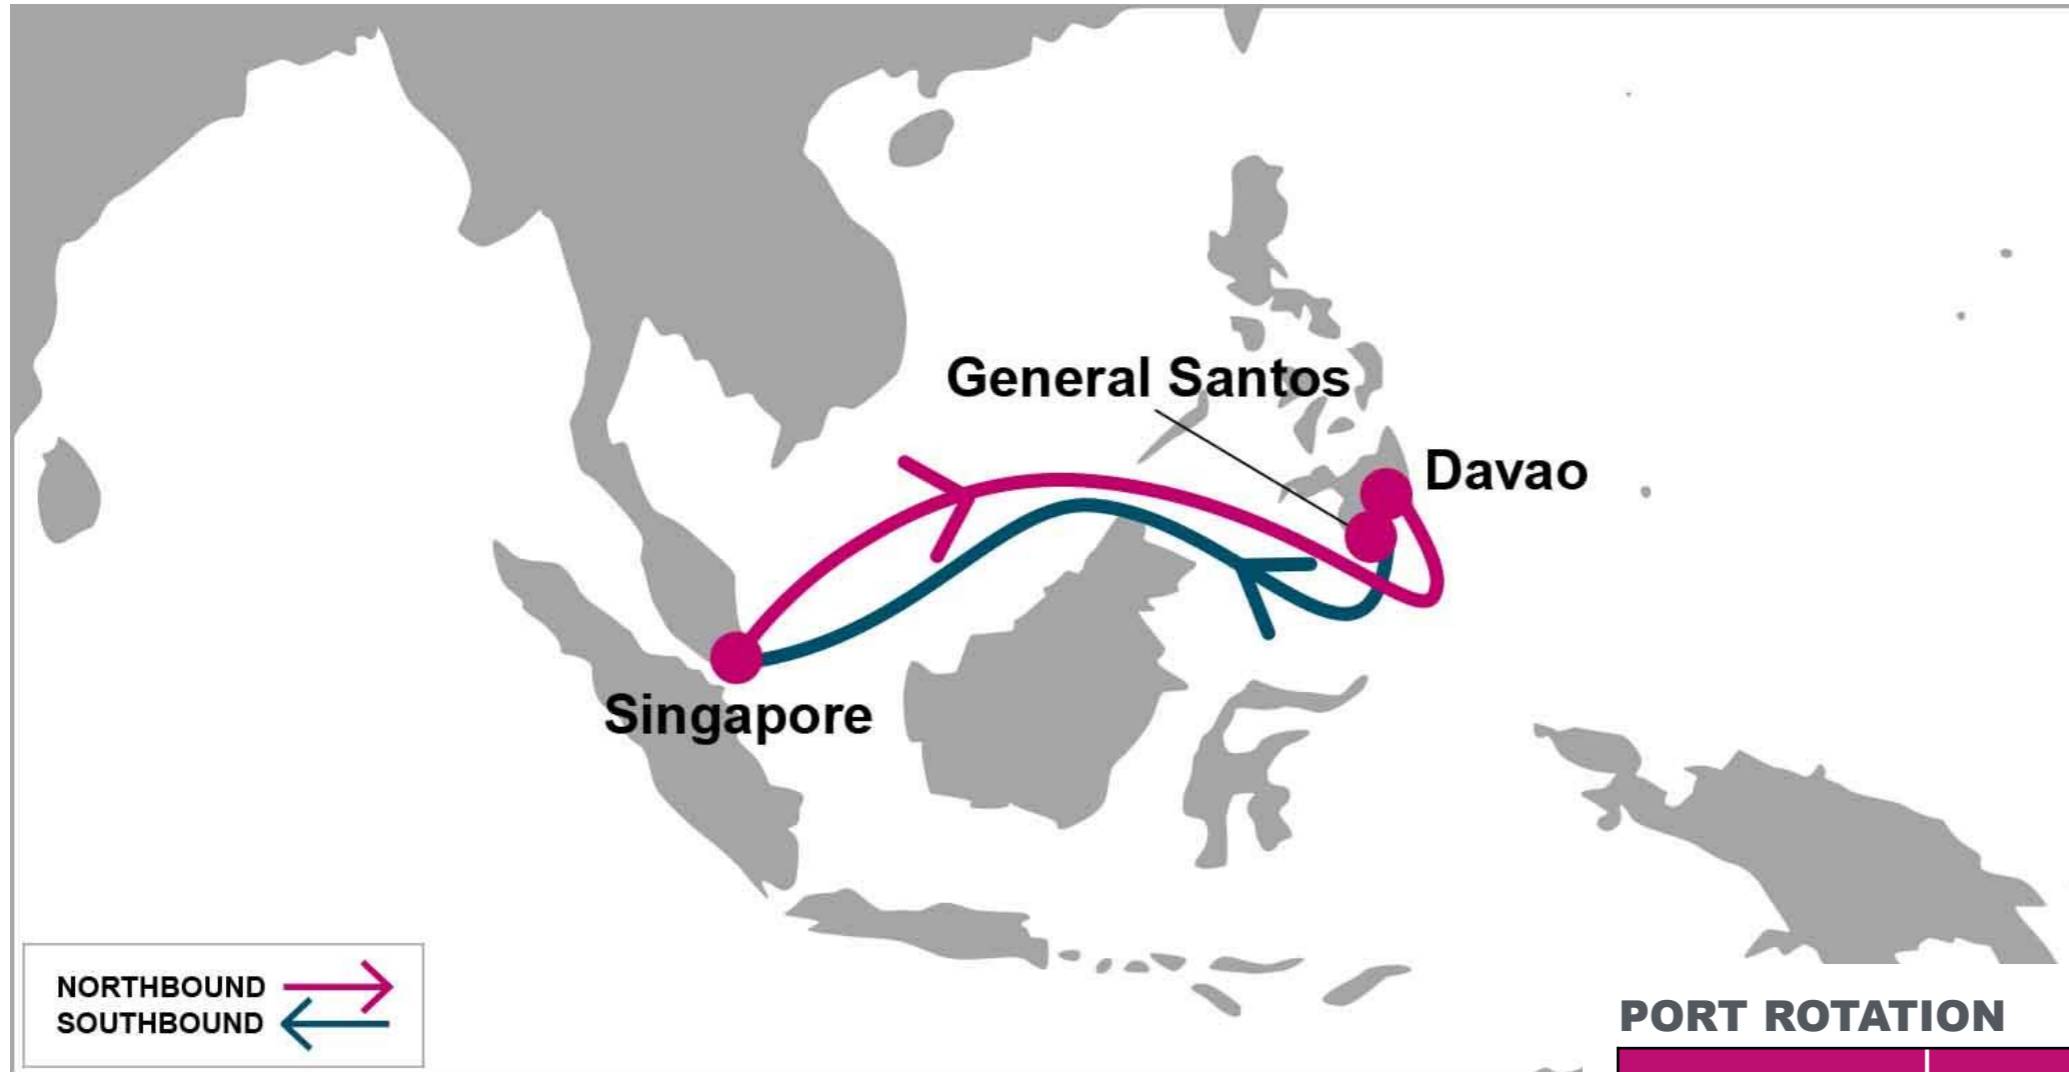 General Santos
Davao
Singapore
NORTHBOUND
SOUTHBOUND
PORT ROTATION